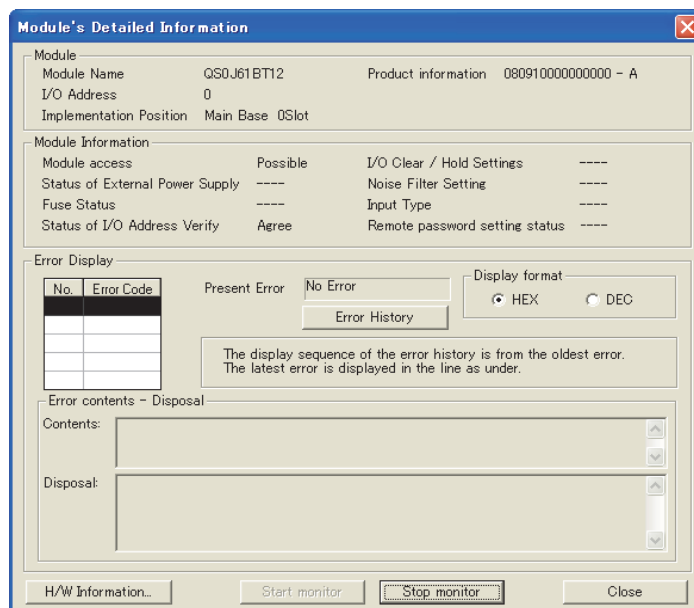 Module's Detailed Information
Module
Module Name QS0J61BT12 Product information 080910000000000 - A
I/O Address 0
Implementation Position Main Base 0Slot
Module Information
Module access Possible I/O Clear / Hold Settings ----
Status of External Power Supply ---- Noise Filter Setting ----
Fuse Status ---- Input Type ----
Status of I/O Address Verify Agree Remote password setting status ----
Error Display
No. Error Code Present Error No Error Display format
HEX DEC
Error History
The display sequence of the error history is from the oldest error.
The latest error is displayed in the line as under.
Error contents - Disposal
Contents:
Disposal:
H/W Information... Start monitor Stop monitor Close